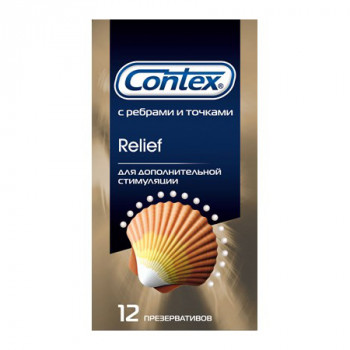 Contex®
с ребрами и точками
Relief
для дополнительной
стимуляции
12 презервативов